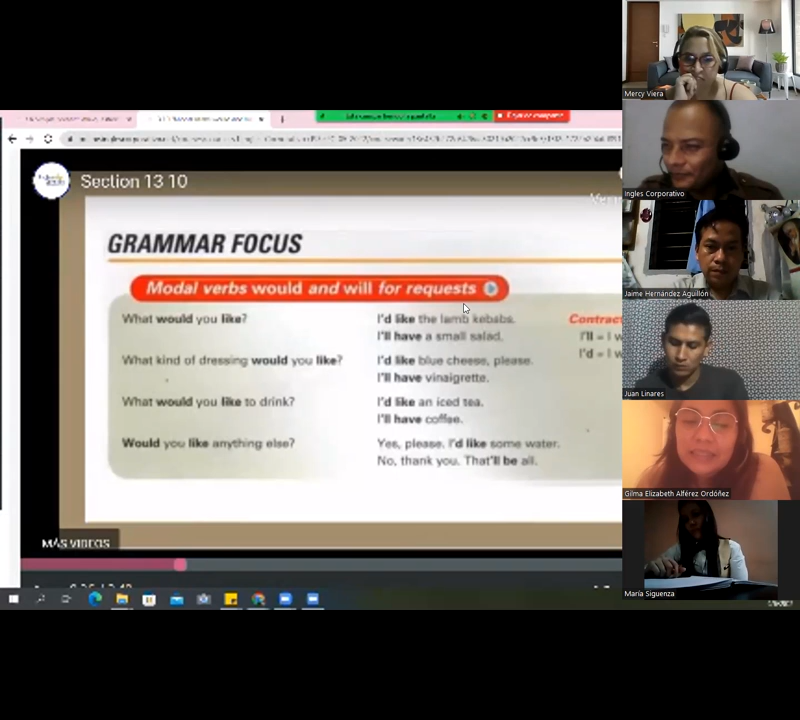 Section 13 10
GRAMMAR FOCUS
Modal verbs would and will for requests
What would you like?
I'd like the lamb kebabs.
I'll have a small salad.
What kind of dressing would you like?
I'd like blue cheese, please.
I'll have vinaigrette.
What would you like to drink?
I'd like an iced tea.
I'll have coffee.
Would you like anything else?
Yes, please. I'd like some water.
No, thank you. That'll be all.
Contract
I'll = I w
I'd = I w
MÁS VIDEOS
Mercy Viera
Ingles Corporativo
Jaime Hernández Aguillón
Juan Linares
Gilma Elizabeth Alférez Ordóñez
María Siguenza